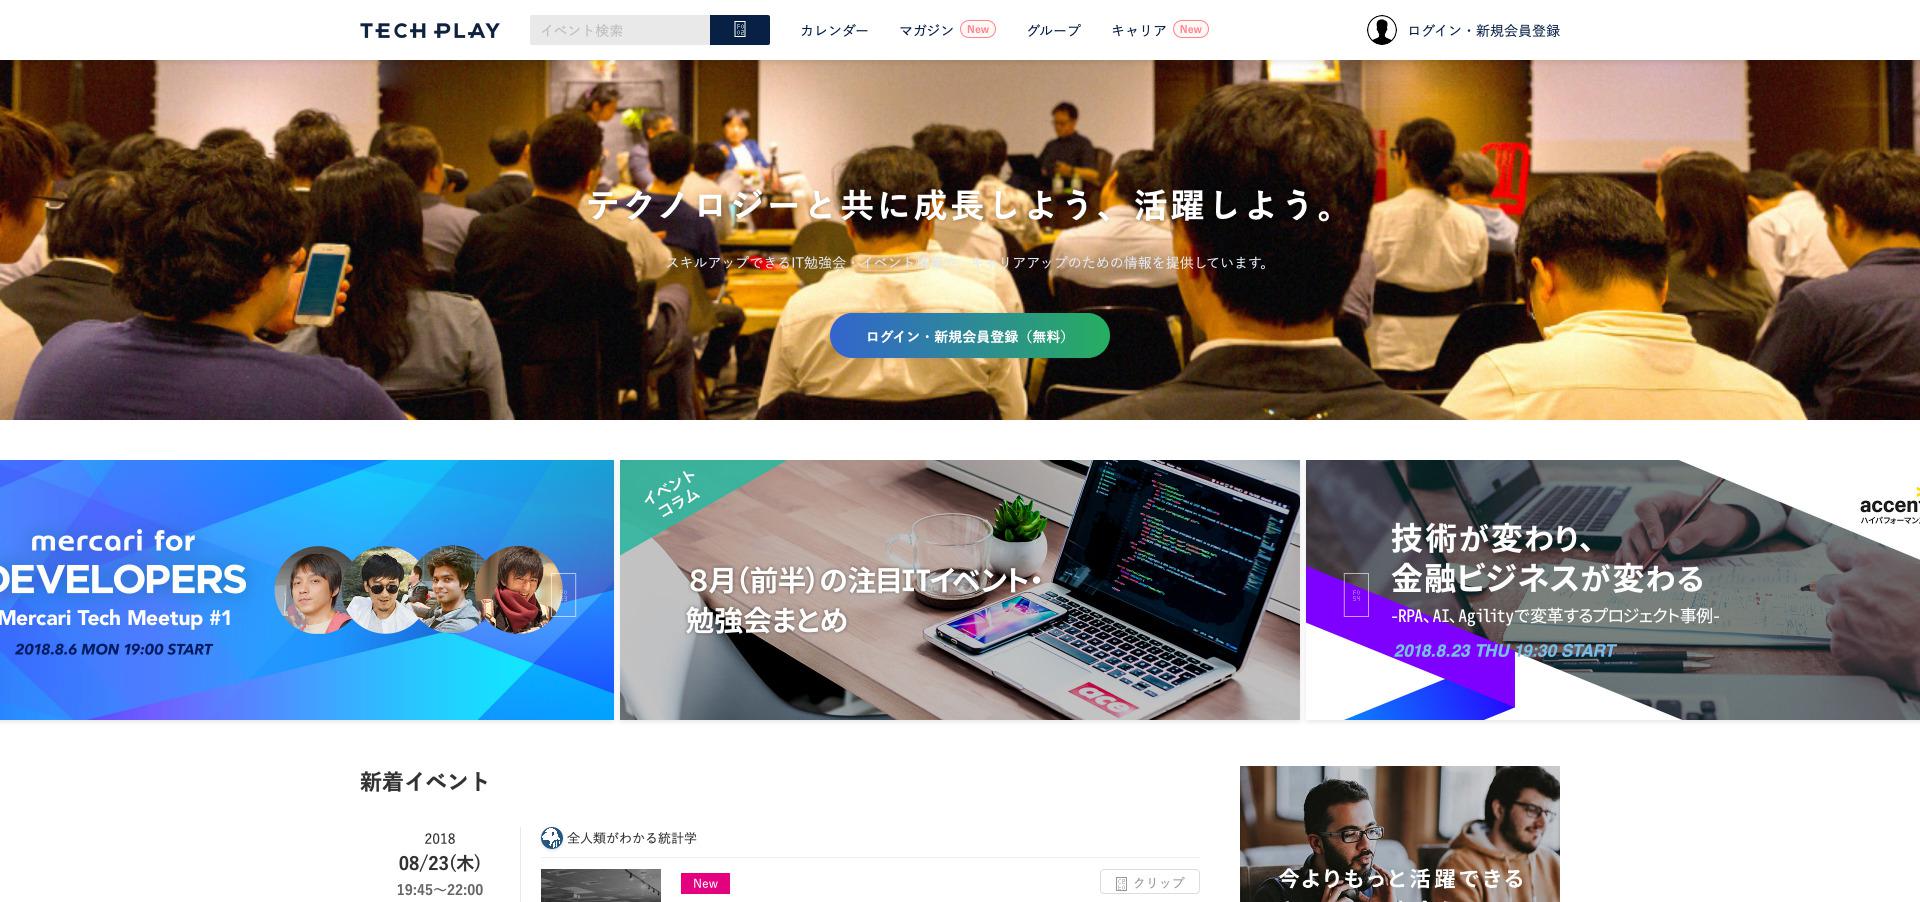 TECH PLAY
イベント検索
カレンダー
マガジン New
グループ
キャリア New
ログイン・新規会員登録
テクノロジーと共に成長しよう、活躍しよう。
スキルアップできるIT勉強会・イベント情報や、キャリアアップのための情報を提供しています。
ログイン・新規会員登録（無料）
mercari for
DEVELOPERS
Mercari Tech Meetup #1
2018.8.6 MON 19:00 START
イベント
コラム
8月（前半）の注目ITイベント・
勉強会まとめ
技術が変わり、
金融ビジネスが変わる
-RPA、AI、Agilityで変革するプロジェクト事例-
2018.8.23 THU 19:30 START
accent
ハイパフォーマン
新着イベント
2018
08/23(木)
19:45〜22:00
全人類がわかる統計学
New
クリップ
今よりもっと活躍できる